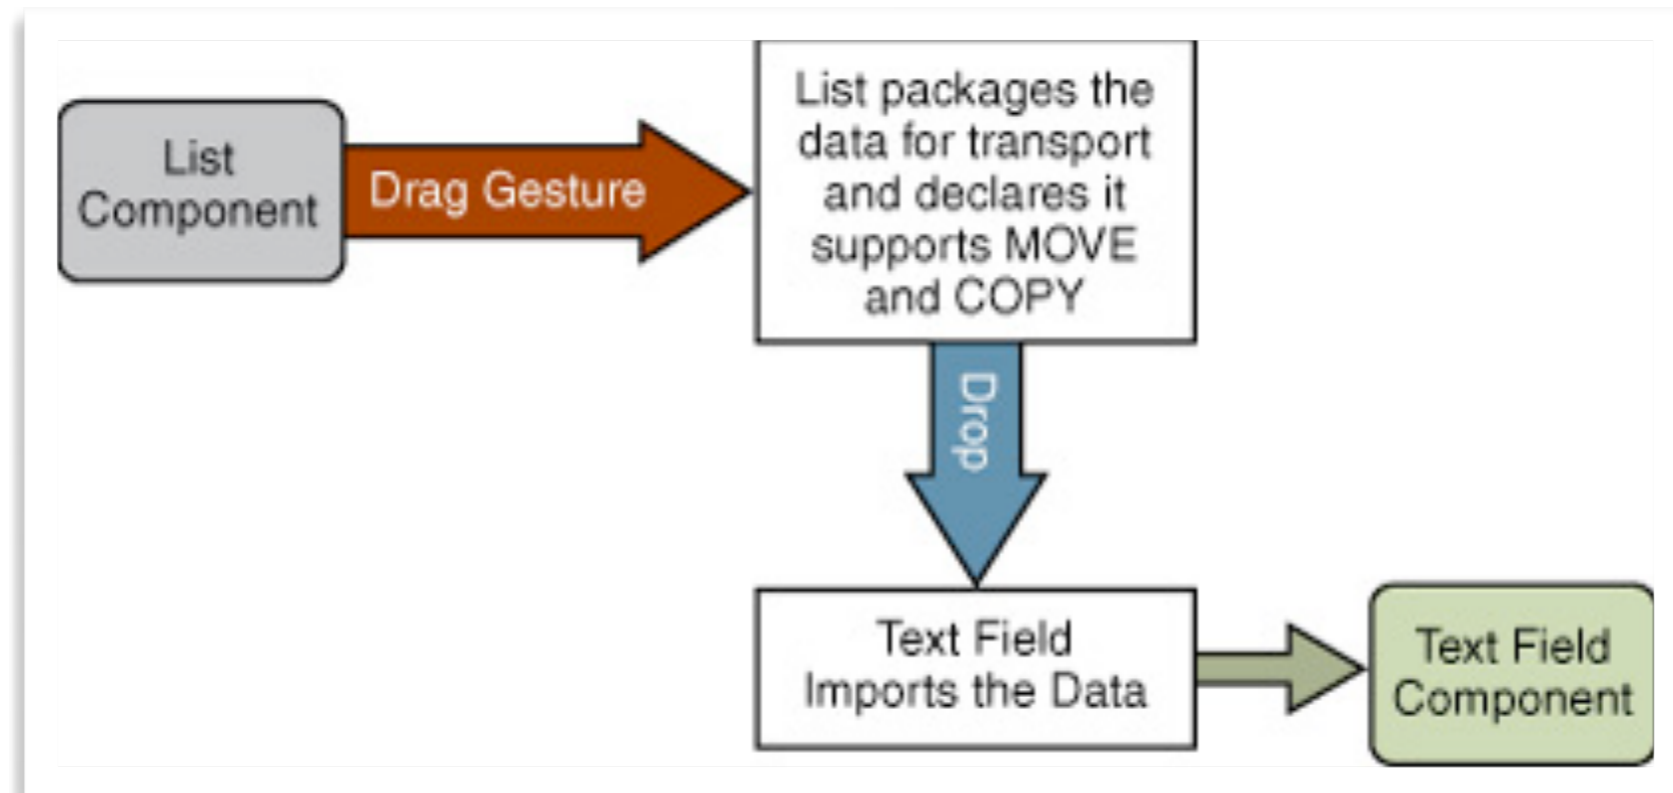 List
Component
Drag Gesture
List packages the
data for transport
and declares it
supports MOVE
and COPY
Drop
Text Field
Imports the Data
Text Field
Component